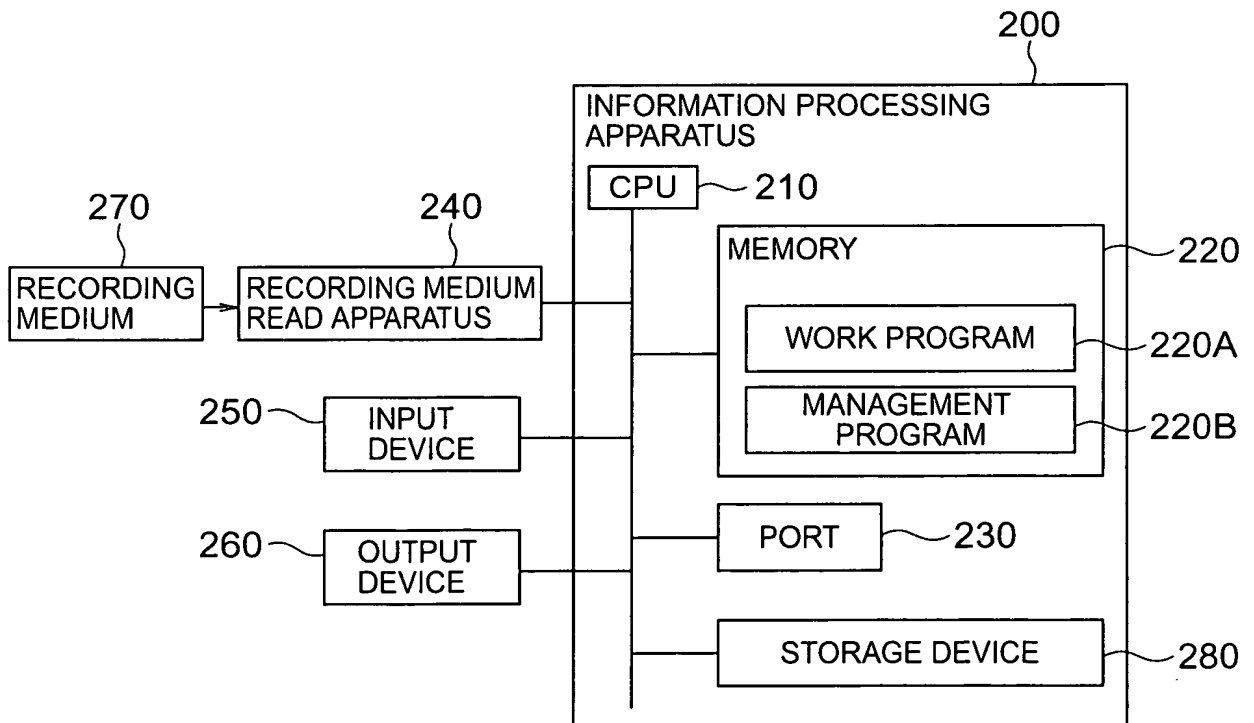 200
INFORMATION PROCESSING
APPARATUS
CPU
210
270
240
MEMORY
220
RECORDING
MEDIUM
RECORDING MEDIUM
READ APPARATUS
WORK PROGRAM
220A
250
INPUT
DEVICE
MANAGEMENT
PROGRAM
220B
260
OUTPUT
DEVICE
PORT
230
STORAGE DEVICE
280